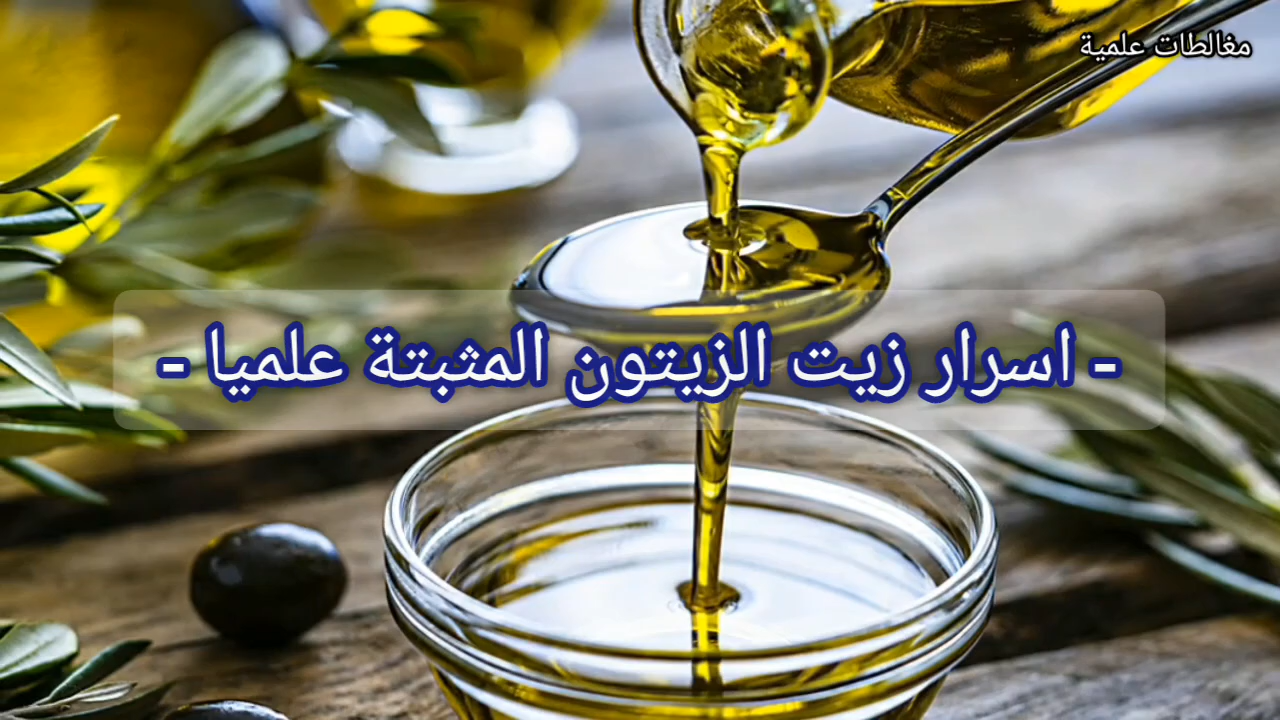 مغالطات علمية
- اسرار زيت الزيتون المثبتة علميا -